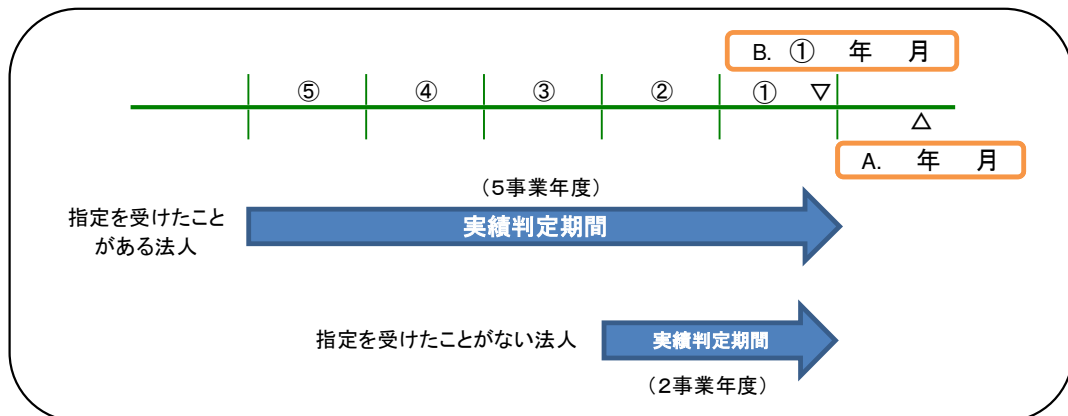 B. ① 年 月
⑤ ④ ③ ② ① ▽
△
A. 年 月
(5事業年度)
指定を受けたこと
がある法人
実績判定期間
指定を受けたことがない法人
実績判定期間
(2事業年度)